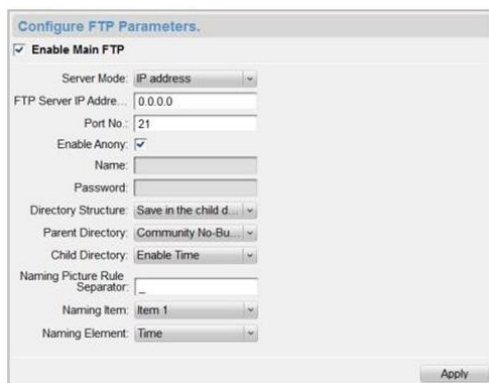 Configure FTP Parameters.
Enable Main FTP
Server Mode: IP address
FTP Server IP Addre... 0.0.0.0
Port No.: 21
Enable Anony:
Name:
Password:
Directory Structure: Save in the child d...
Parent Directory: Community No-Bu...
Child Directory: Enable Time
Naming Picture Rule
Separator: _
Naming Item: Item 1
Naming Element: Time
Apply